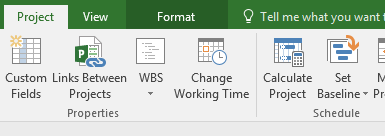 Project View Format Tell me what you want t
Custom Links Between WBS Change Calculate Set M
Fields Projects Working Time Project Baseline Pro
Properties Schedule